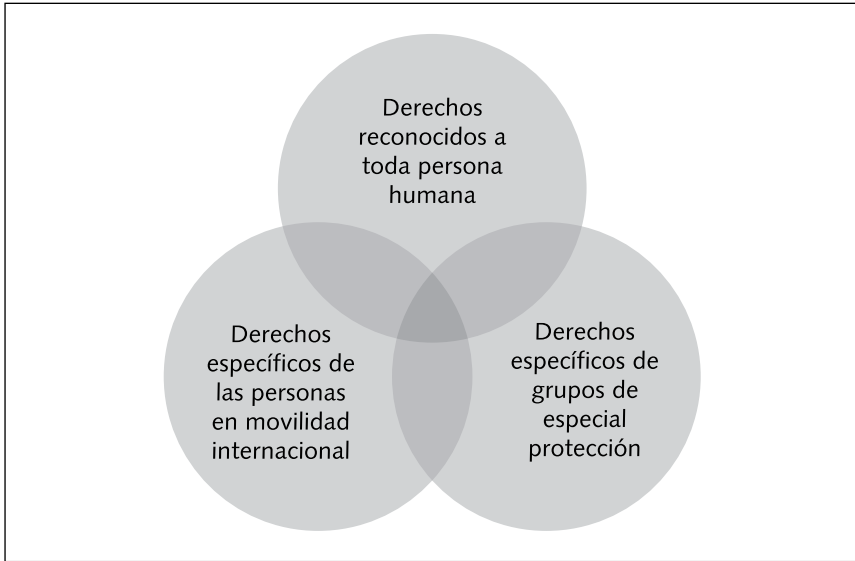 Derechos
reconocidos a
toda persona
humana
Derechos
específicos de
las personas
en movilidad
internacional
Derechos
específicos de
grupos de
especial
protección